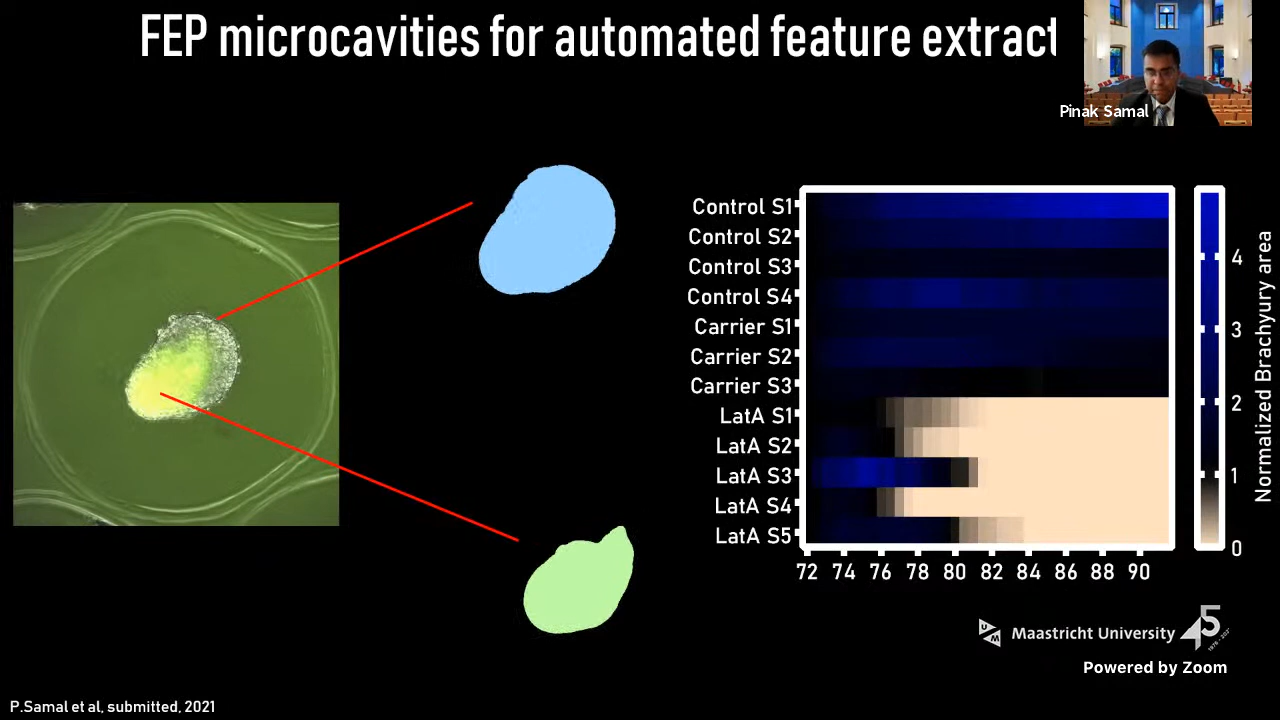 FEP microcavities for automated feature extract
Pinak Samal
Control S1
Control S2
Control S3
Control S4
Carrier S1
Carrier S2
Carrier S3
LatA S1
LatA S2
LatA S3
LatA S4
LatA S5
72 74 76 78 80 82 84 86 88 90
4
3
2
1
0
Normalized Brachyury area
UM
Maastricht University
45
Powered by Zoom
P.Samal et al, submitted, 2021